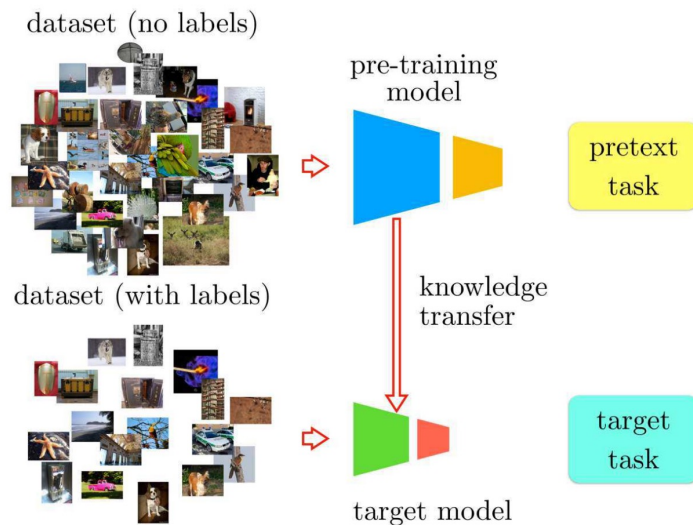 dataset (no labels)
pre-training
model
pretext
task
knowledge
transfer
dataset (with labels)
target
task
target model